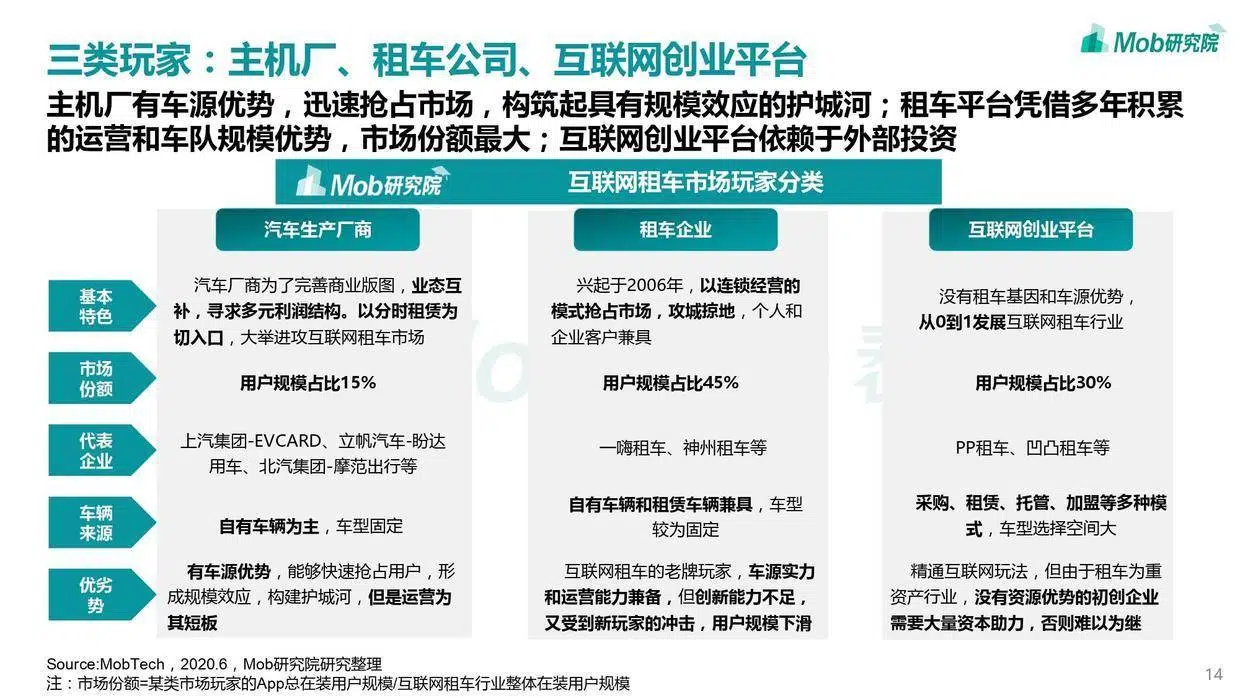 Mob研究院
三类玩家：主机厂、租车公司、互联网创业平台
主机厂有车源优势，迅速抢占市场，构筑起具有规模效应的护城河；租车平台凭借多年积累
的运营和车队规模优势，市场份额最大；互联网创业平台依赖于外部投资
Mob研究院 互联网租车市场玩家分类
汽车生产厂商
租车企业
互联网创业平台
基本
特色
汽车厂商为了完善商业版图，业态互
补，寻求多元利润结构。以分时租赁为
切入口，大举进攻互联网租车市场
兴起于2006年，以连锁经营的
模式抢占市场，攻城掠地，个人和
企业客户兼具
没有租车基因和车源优势，
从0到1发展互联网租车行业
市场
份额
用户规模占比15%
用户规模占比45%
用户规模占比30%
代表
企业
上汽集团-EVCARD、立帆汽车-盼达
用车、北汽集团-摩范出行等
一嗨租车、神州租车等
PP租车、凹凸租车等
车辆
来源
自有车辆为主，车型固定
自有车辆和租赁车辆兼具，车型
较为固定
采购、租赁、托管、加盟等多种模
式，车型选择空间大
优劣
势
有车源优势，能够快速抢占用户，形
成规模效应，构建护城河，但是运营为
其短板
互联网租车的老牌玩家，车源实力
和运营能力兼备，但创新能力不足，
又受到新玩家的冲击，用户规模下滑
精通互联网玩法，但由于租车为重
资产行业，没有资源优势的初创企业
需要大量资本助力，否则难以为继
Source:MobTech，2020.6，Mob研究院研究整理
注：市场份额=某类市场玩家的App总在装用户规模/互联网租车行业整体在装用户规模
14